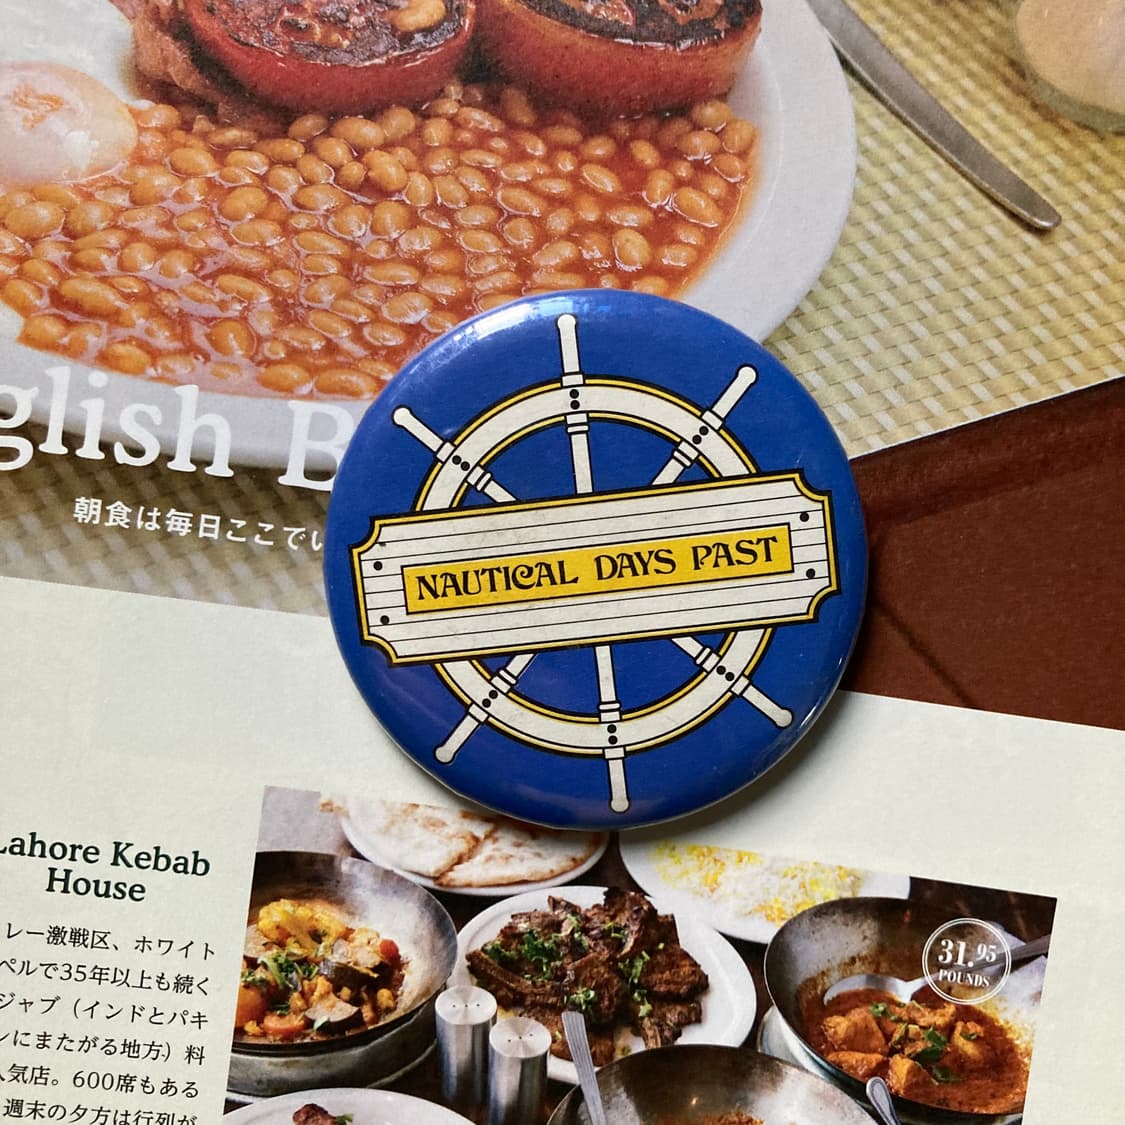 glish B
朝食は毎日ここでい
NAUTICAL DAYS PAST
Lahore Kebab
House
レー激戦区、ホワイト
ペルで35年以上も続く
ジャブ（インドとパキ
ンにまたがる地方）料
人気店。600席もある
週末の夕方は行列が
31.95
POUNDS